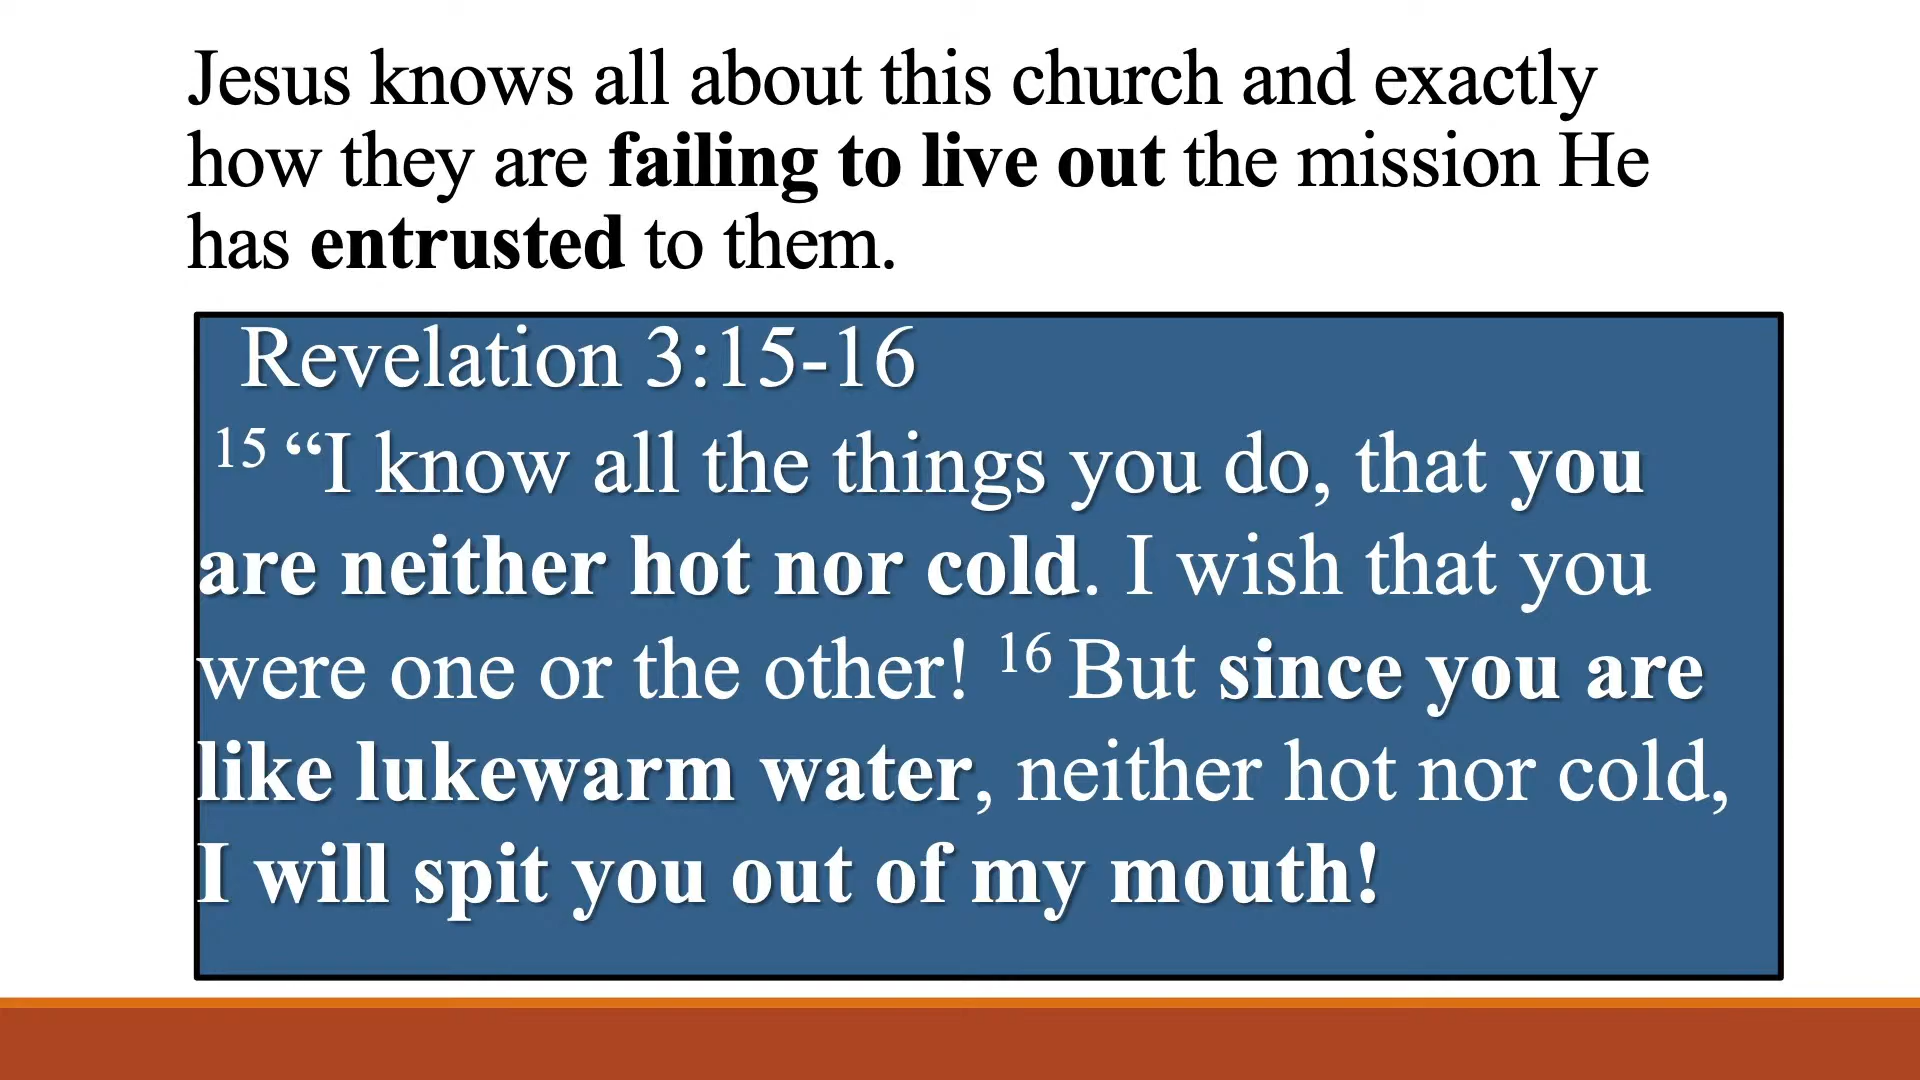 Jesus knows all about this church and exactly
how they are failing to live out the mission He
has entrusted to them.
Revelation 3:15-16
15 “I know all the things you do, that you
are neither hot nor cold. I wish that you
were one or the other! 16 But since you are
like lukewarm water, neither hot nor cold,
I will spit you out of my mouth!